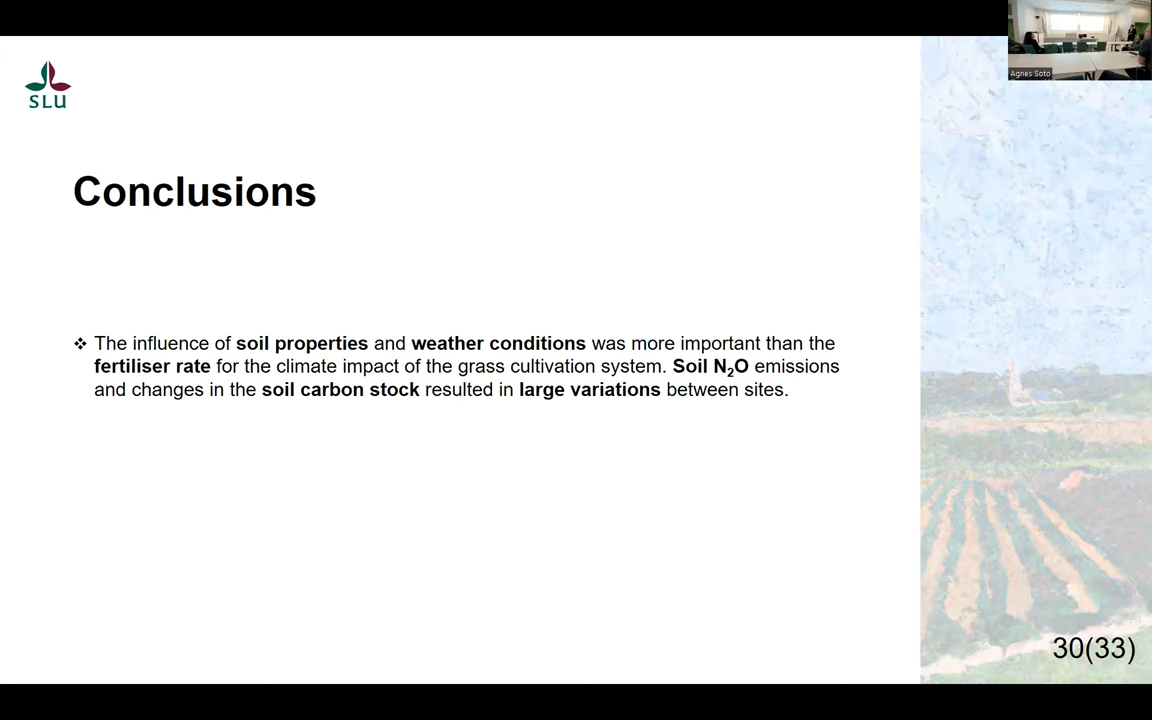 Agnes Soto
SLU
Conclusions
❖ The influence of soil properties and weather conditions was more important than the
fertiliser rate for the climate impact of the grass cultivation system. Soil N₂O emissions
and changes in the soil carbon stock resulted in large variations between sites.
30(33)